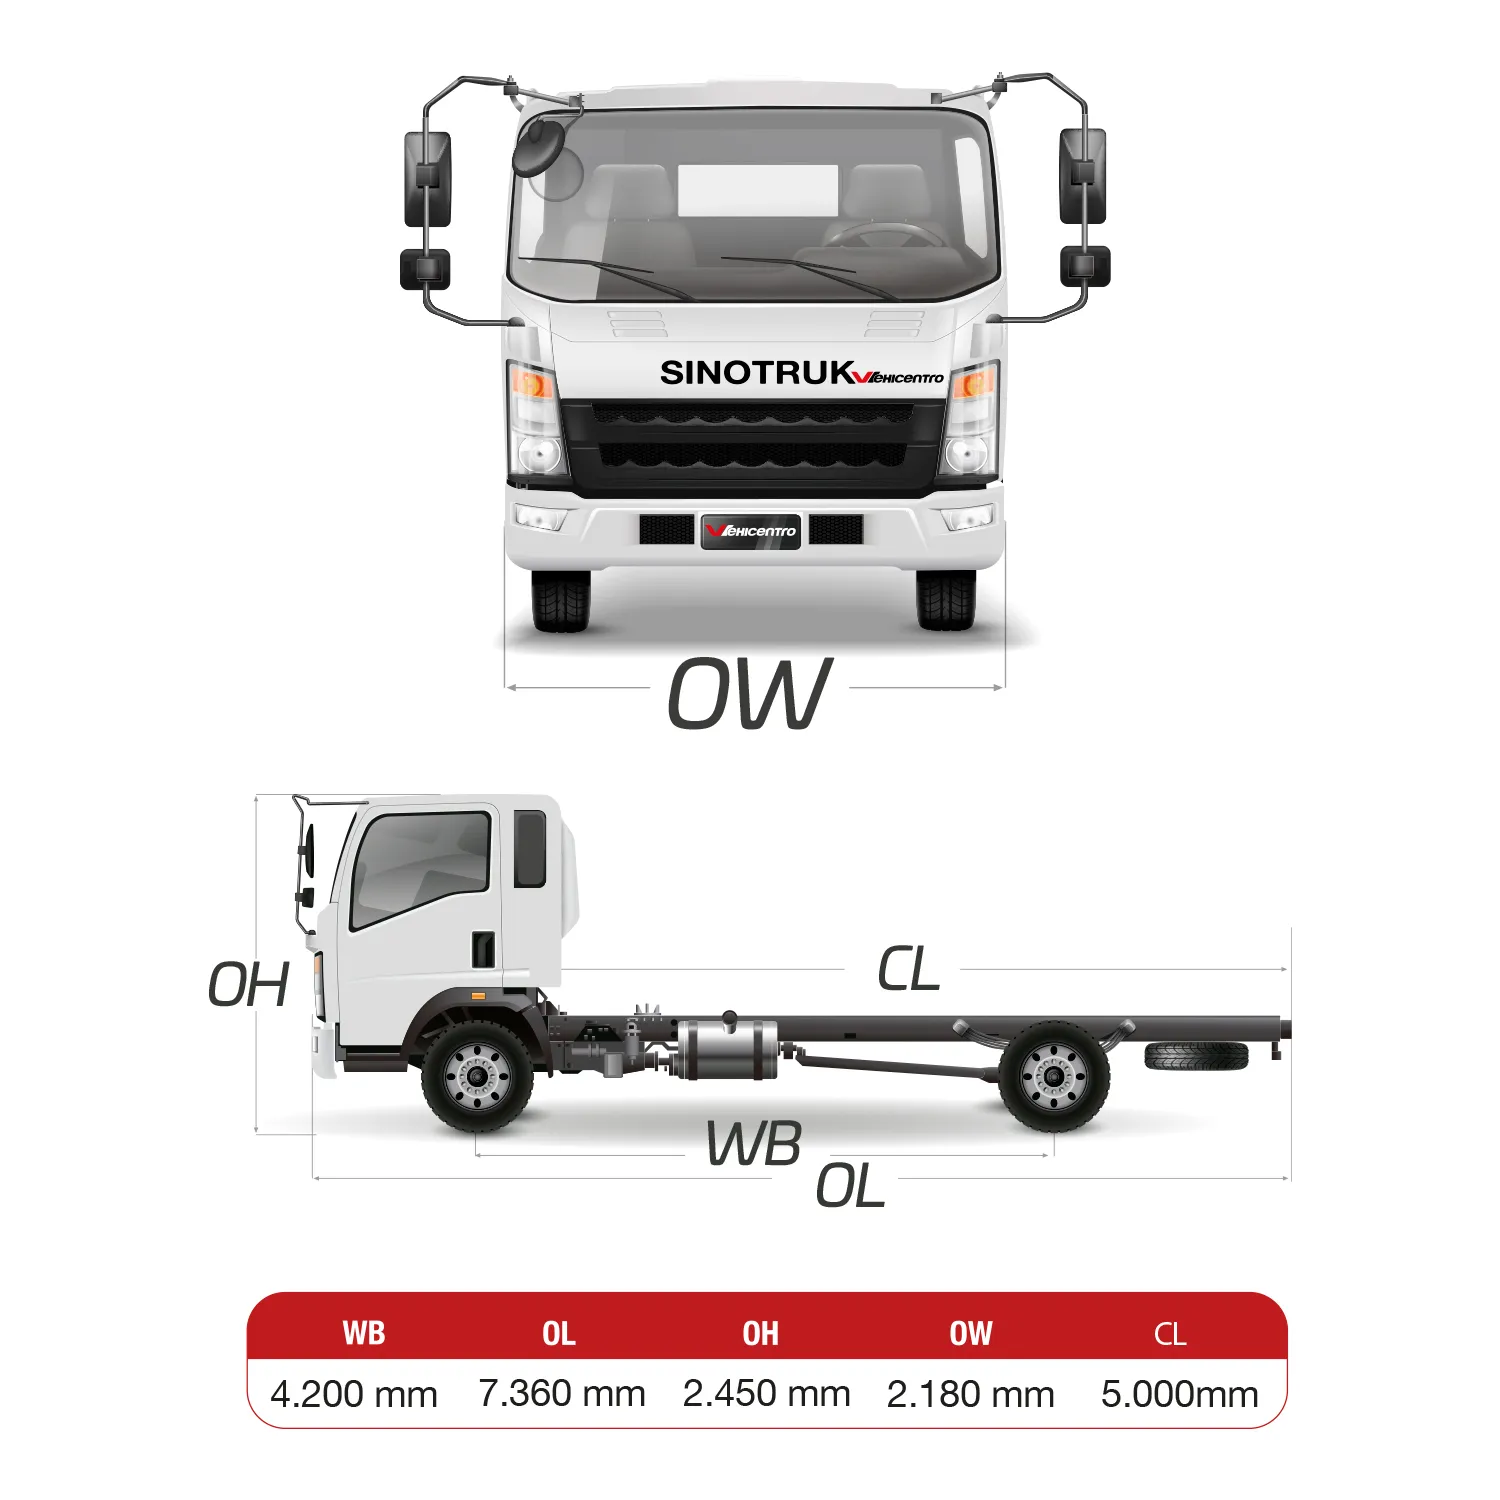 SINOTRUK VEHICENTRO
VEHICENTRO
OW
CL
OH
WB
OL
WB OL OH OW CL
4.200 mm 7.360 mm 2.450 mm 2.180 mm 5.000mm